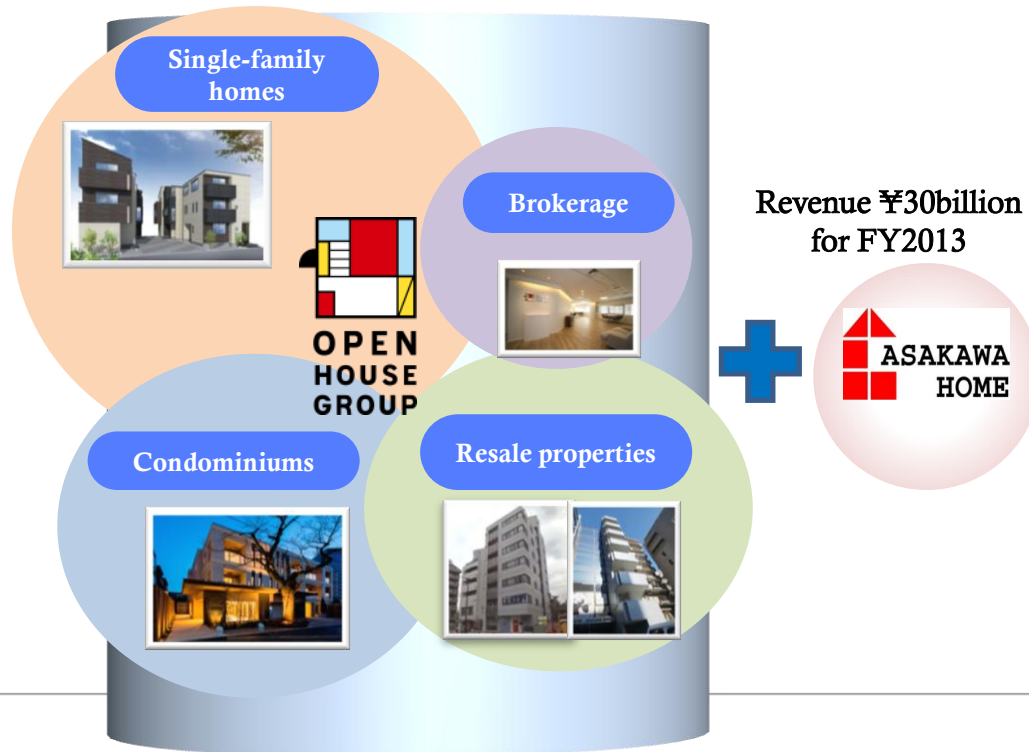 Single-family
homes
Brokerage
Revenue ¥30billion
for FY2013
OPEN
HOUSE
GROUP
ASAKAWA
HOME
Condominiums
Resale properties